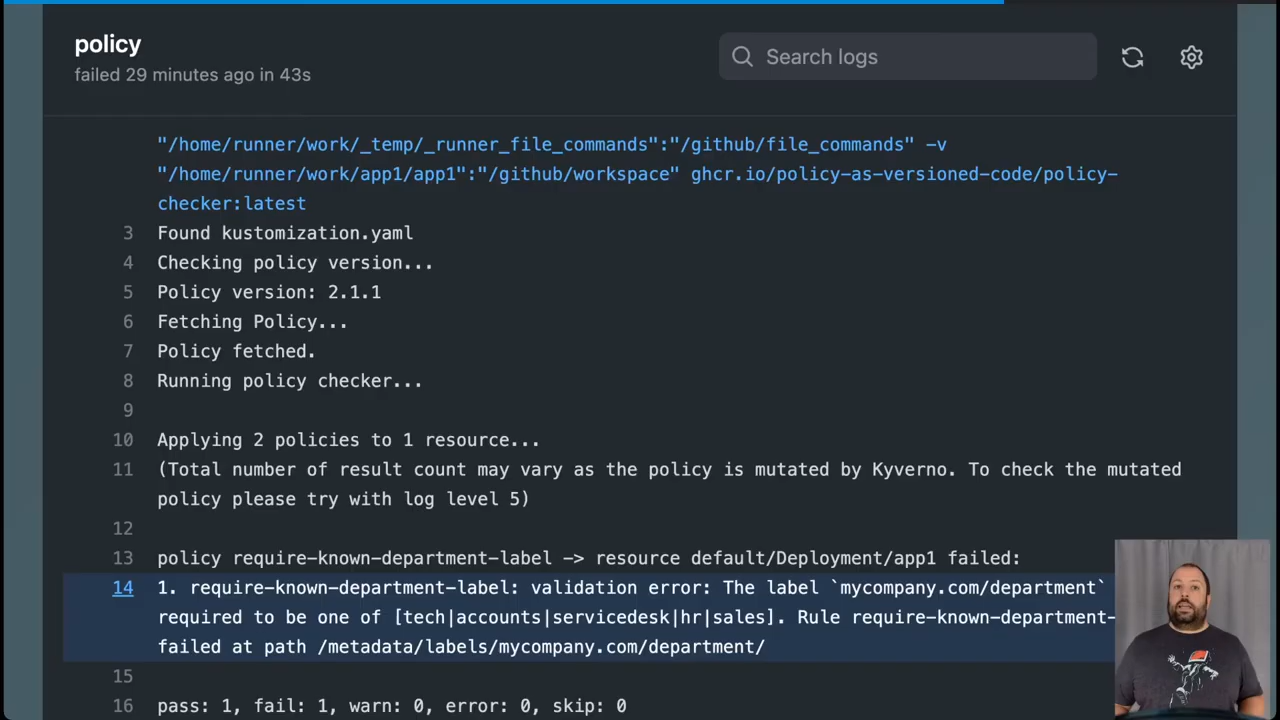 policy
failed 29 minutes ago in 43s
Search logs
"/home/runner/work/_temp/_runner_file_commands":"/github/file_commands" -v
"/home/runner/work/app1/app1":"/github/workspace" ghcr.io/policy-as-versioned-code/policy-
checker:latest
3 Found kustomization.yaml
4 Checking policy version...
5 Policy version: 2.1.1
6 Fetching Policy...
7 Policy fetched.
8 Running policy checker...
9
10 Applying 2 policies to 1 resource...
11 (Total number of result count may vary as the policy is mutated by Kyverno. To check the mutated
policy please try with log level 5)
12
13 policy require-known-department-label -> resource default/Deployment/app1 failed:
14 1. require-known-department-label: validation error: The label `mycompany.com/department`
required to be one of [tech|accounts|servicedesk|hr|sales]. Rule require-known-department-
failed at path /metadata/labels/mycompany.com/department/
15
16 pass: 1, fail: 1, warn: 0, error: 0, skip: 0